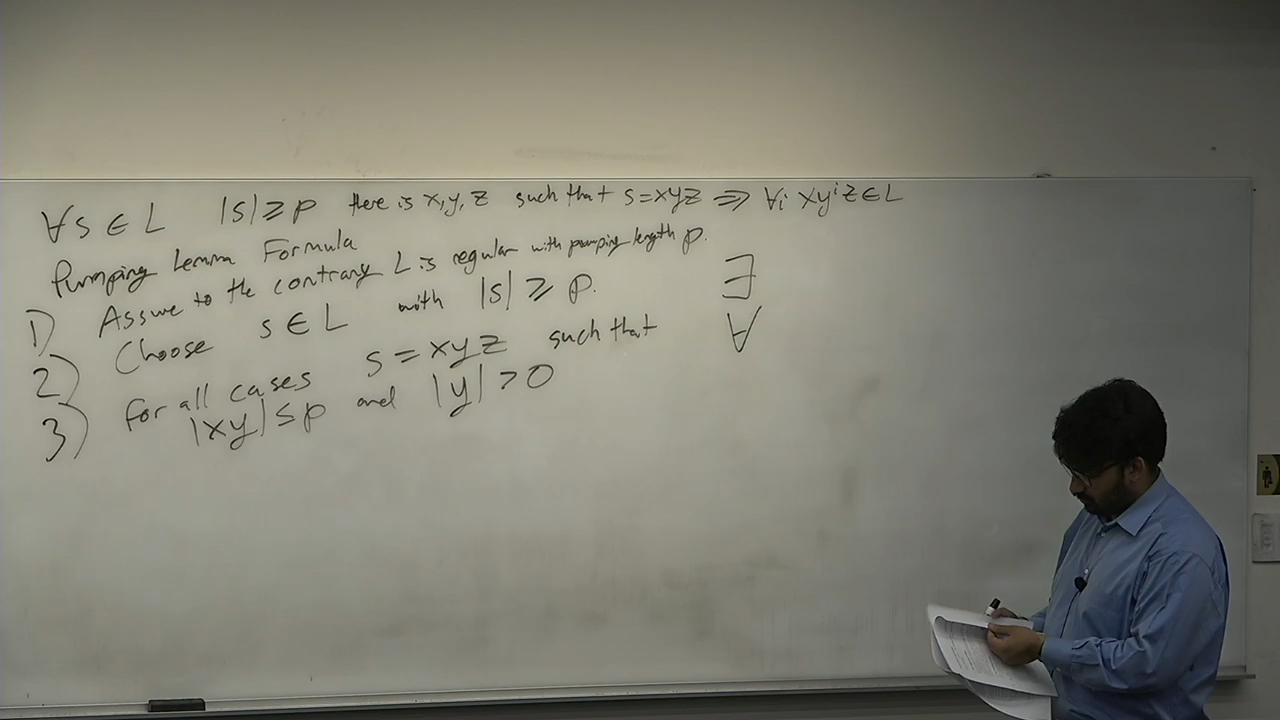 ∀s ∈ L |s| ≥ p there is x, y, z such that s=xyz ⇒ ∀i xyⁱz ∈ L
Pumping Lemma Formula
1) Assume to the contrary L is regular with pumping length p.
2) Choose s ∈ L with |s| ≥ p. ∃
3) For all cases s = xyz such that ∀
|xy| ≤ p and |y| > 0